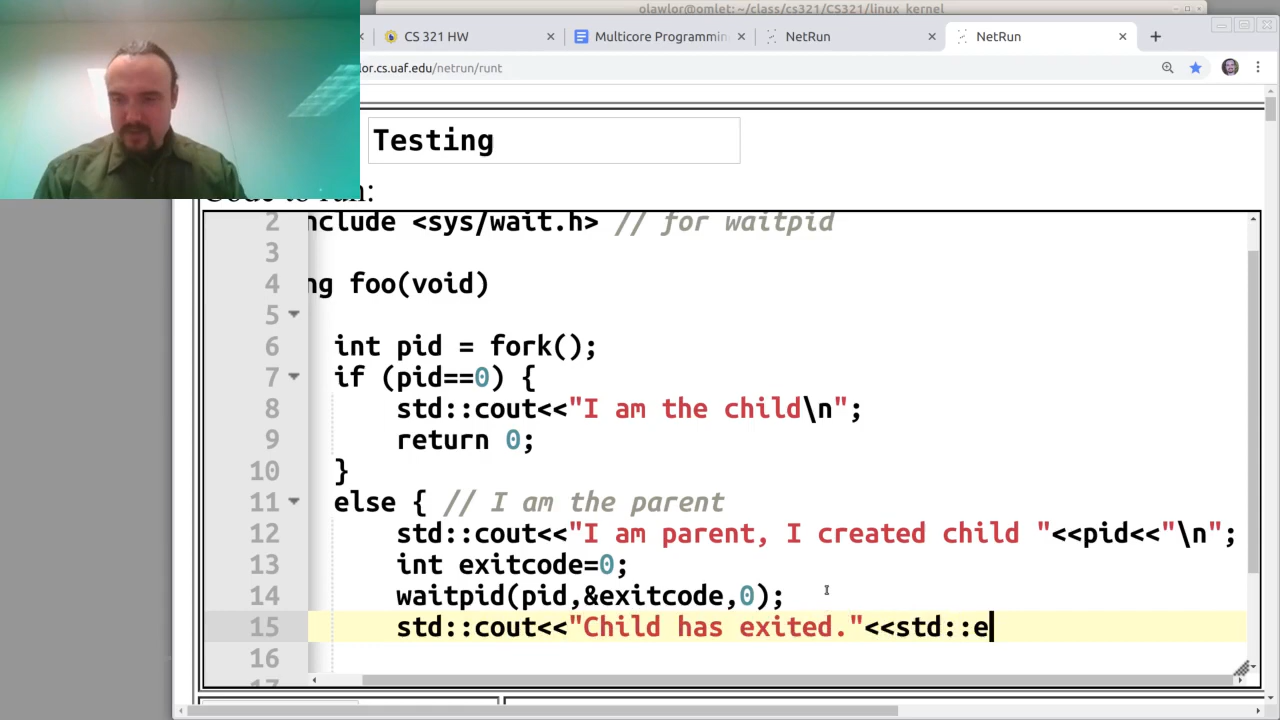 olawlor@omlet: ~/class/cs321/CS321/linux_kernel
CS 321 HW
Multicore Programmin
NetRun
NetRun
lor.cs.uaf.edu/netrun/runt
Testing
Code to run:
2 nclude <sys/wait.h> // for waitpid
3
4 ng foo(void)
5
6 int pid = fork();
7 if (pid==0) {
8 std::cout<<"I am the child\n";
9 return 0;
10 }
11 else { // I am the parent
12 std::cout<<"I am parent, I created child "<<pid<<"\n";
13 int exitcode=0;
14 waitpid(pid,&exitcode,0);
15 std::cout<<"Child has exited."<<std::e
16